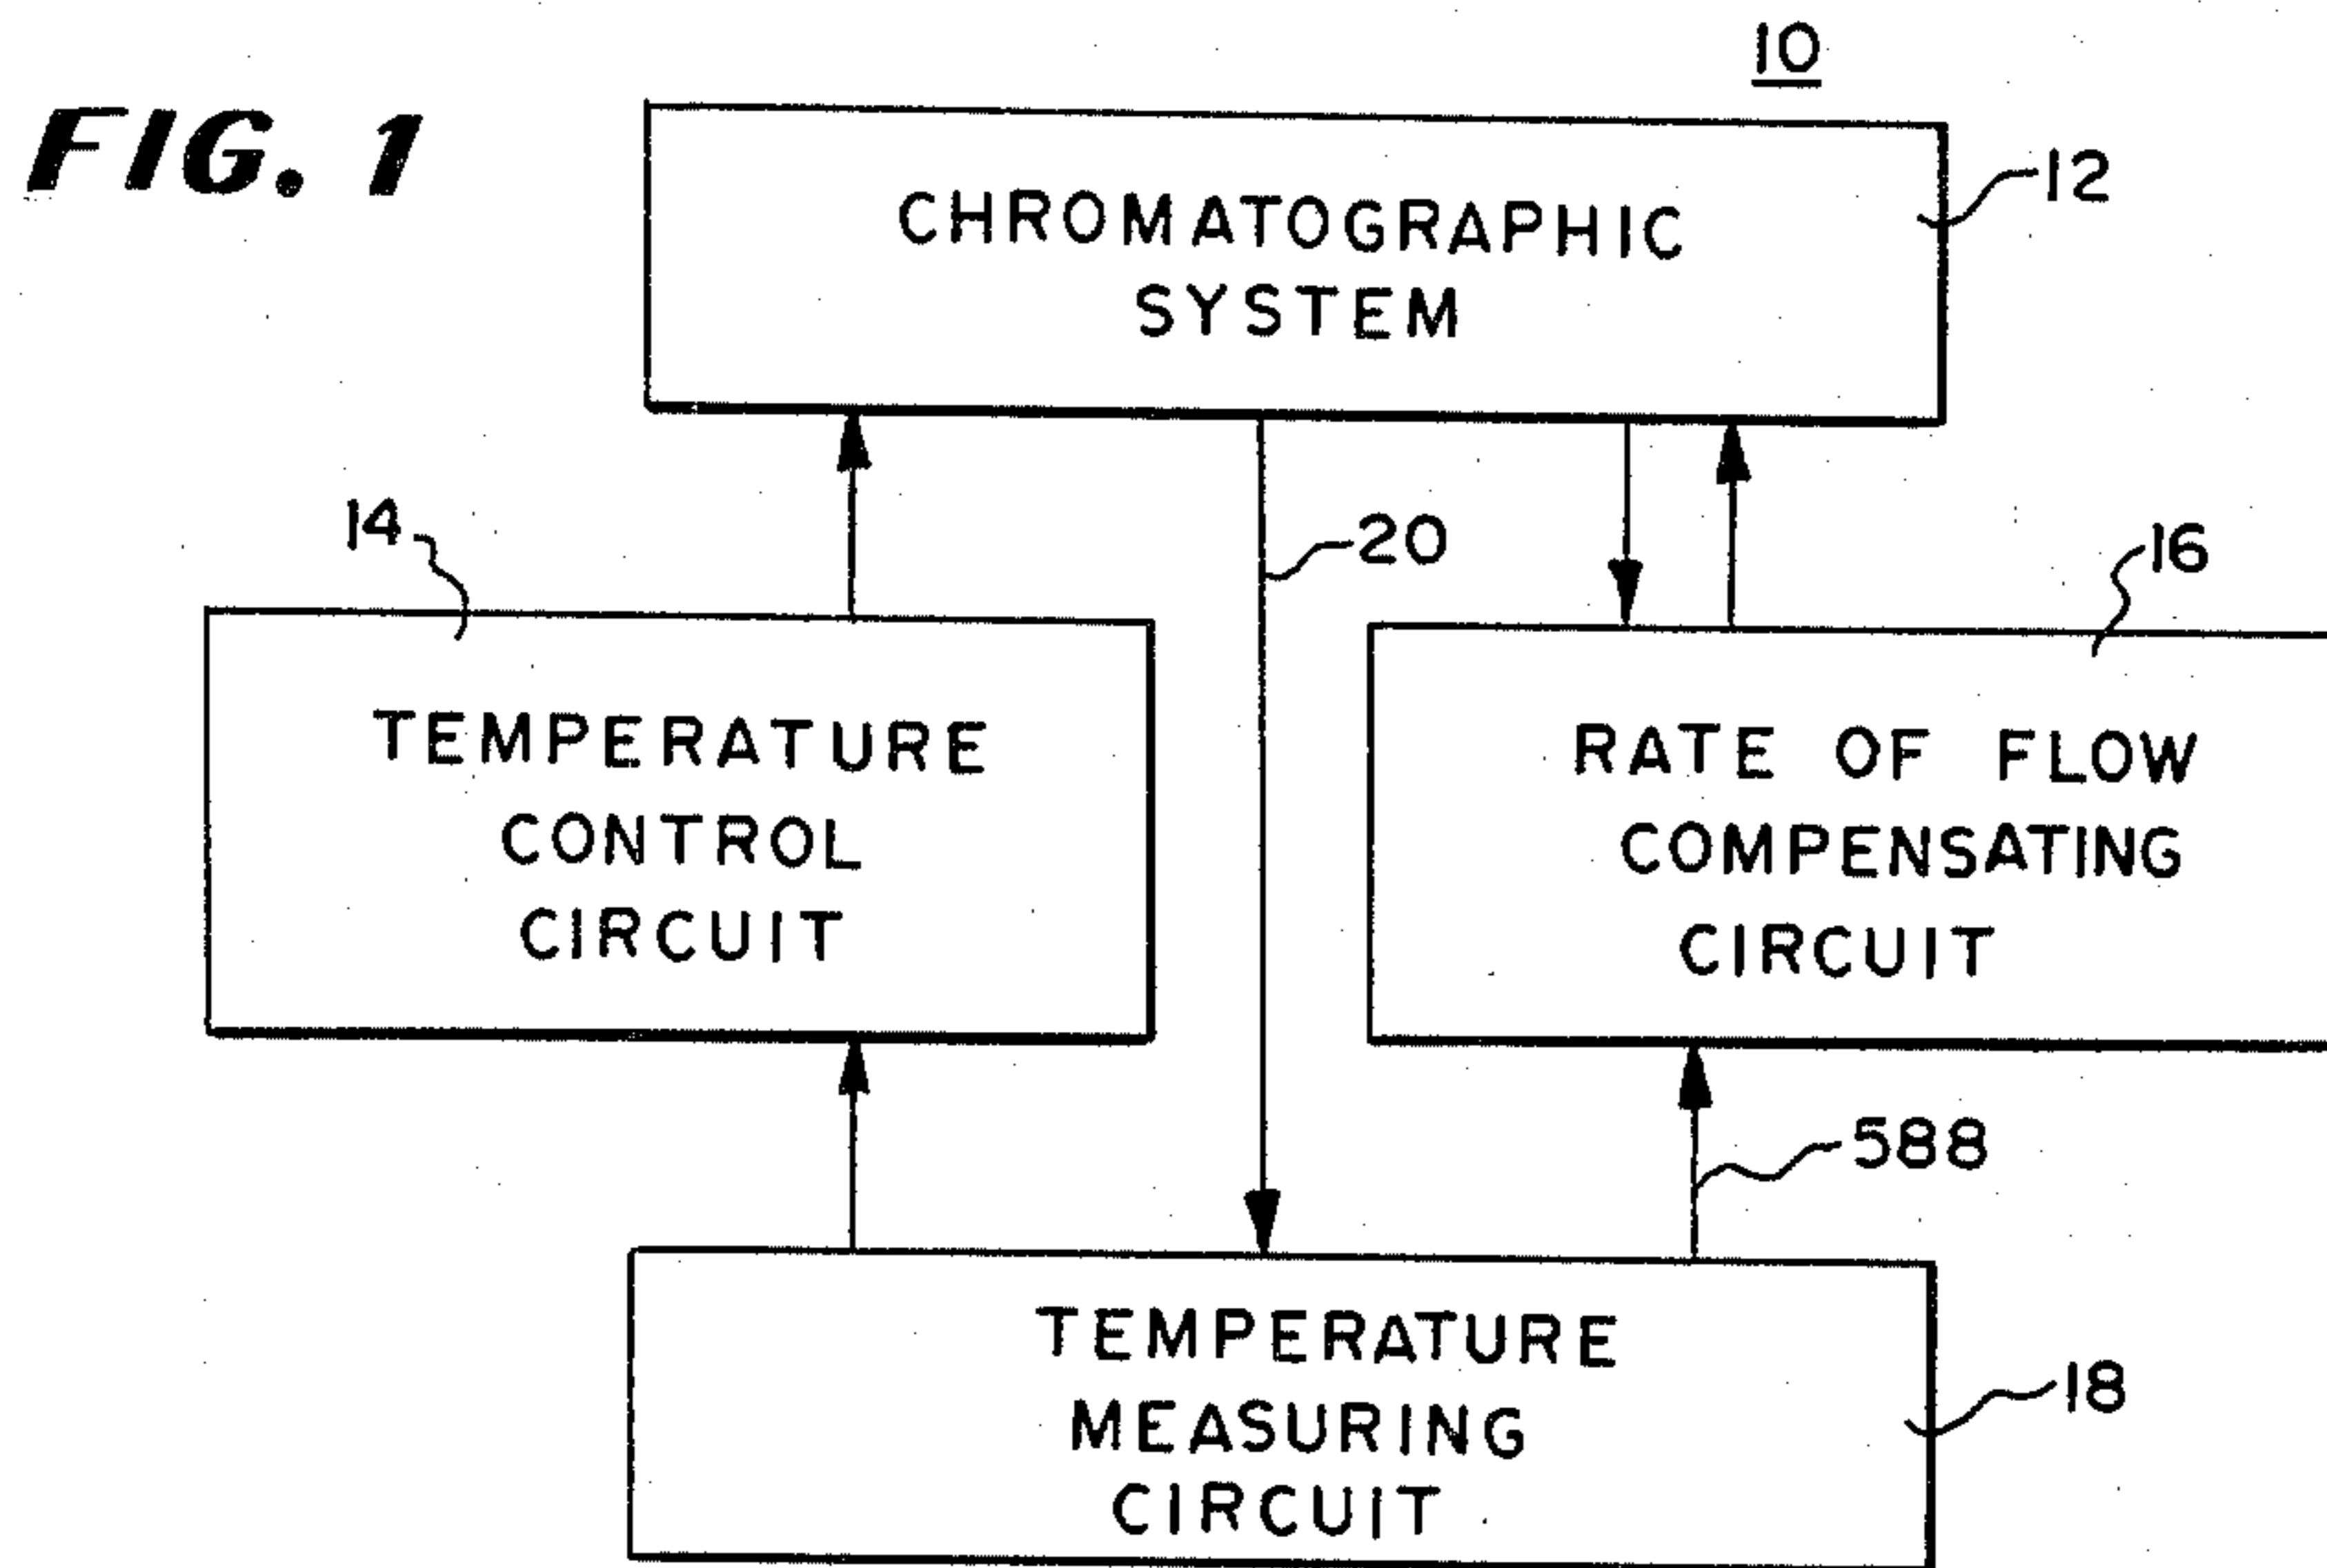 10
FIG. 1
CHROMATOGRAPHIC
SYSTEM
12
14
20
16
TEMPERATURE
CONTROL
CIRCUIT
RATE OF FLOW
COMPENSATING
CIRCUIT
588
TEMPERATURE
MEASURING
CIRCUIT
18